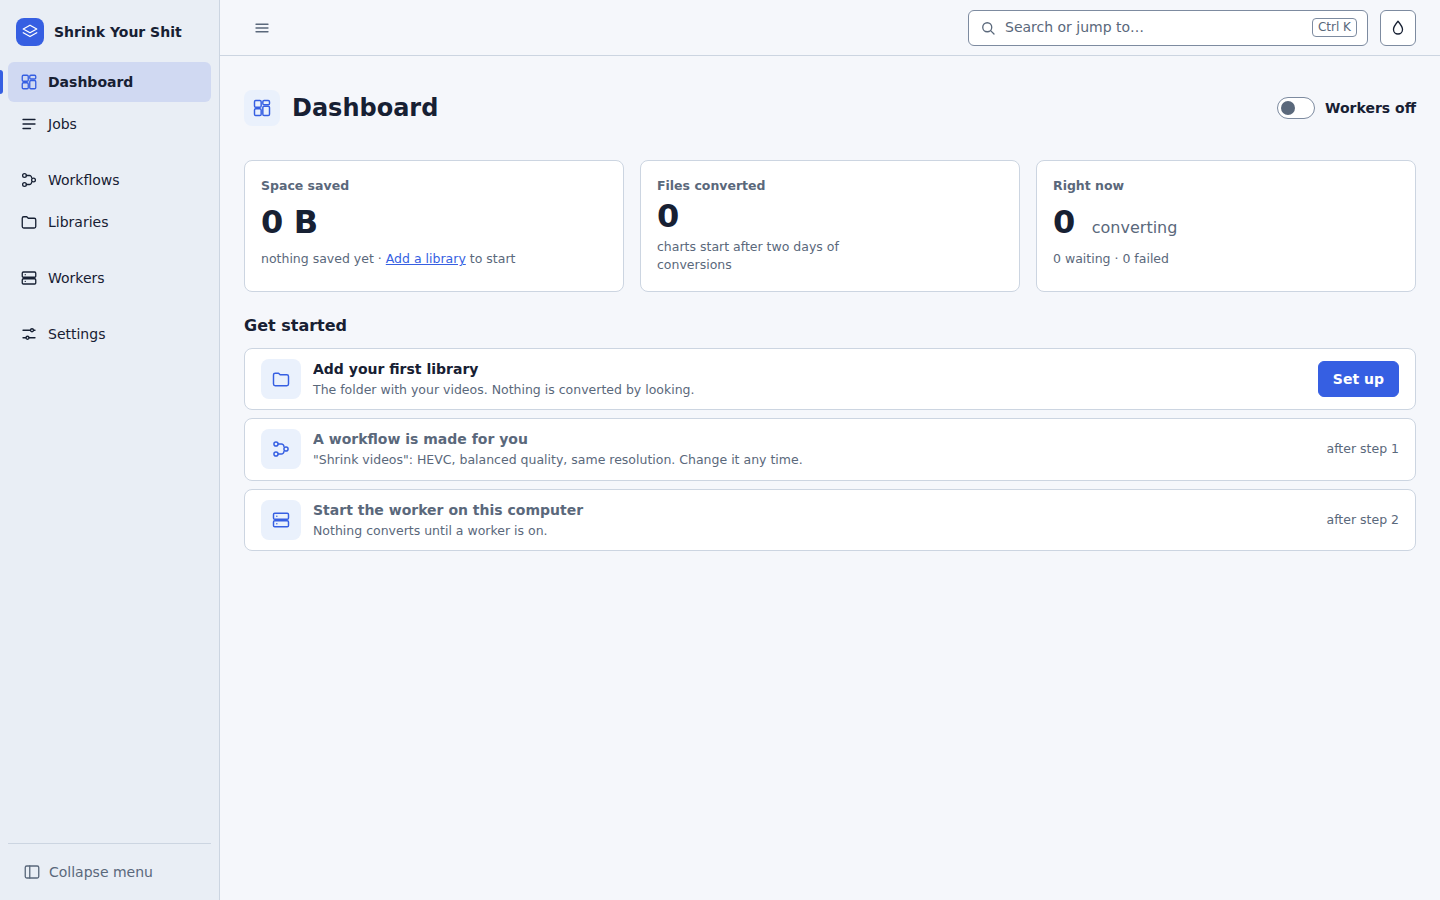 Shrink Your Shit
Search or jump to...
Ctrl K
Dashboard
Jobs
Workflows
Libraries
Workers
Settings
Collapse menu
Dashboard
Workers off
Space saved
0 B
nothing saved yet · Add a library to start
Files converted
0
charts start after two days of
conversions
Right now
0 converting
0 waiting · 0 failed
Get started
Add your first library
The folder with your videos. Nothing is converted by looking.
Set up
A workflow is made for you
"Shrink videos": HEVC, balanced quality, same resolution. Change it any time.
after step 1
Start the worker on this computer
Nothing converts until a worker is on.
after step 2